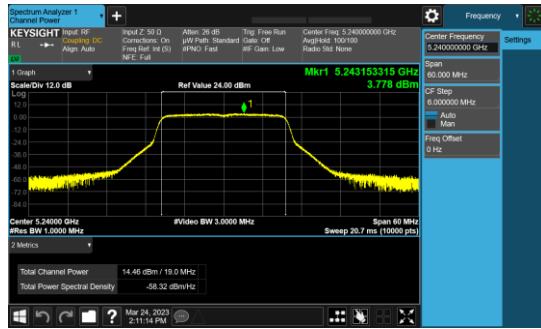 Spectrum Analyzer 1
Channel Power
Frequency
KEYSIGHT
RL
Input: RF
Coupling: DC
Align: Auto
Input Z: 50 Ω
Corrections: On
Freq Ref: Int (S)
NFE: Full
Atten: 26 dB
µW Path: Standard
#PNO: Fast
Trig: Free Run
Gate: Off
#IF Gain: Low
Center Freq: 5.240000000 GHz
Avg|Hold: 100/100
Radio Std: None
Center Frequency
5.240000000 GHz
Settings
Span
60.000 MHz
CF Step
6.000000 MHz
Auto
Man
Freq Offset
0 Hz
1 Graph
Scale/Div 12.0 dB
Ref Value 24.00 dBm
Mkr1 5.243153315 GHz
3.778 dBm
Log
12.0
0.00
-12.0
-24.0
-36.0
-48.0
-60.0
-72.0
-84.0
1
Center 5.24000 GHz
#Res BW 1.0000 MHz
#Video BW 3.0000 MHz
Span 60 MHz
Sweep 20.7 ms (10000 pts)
2 Metrics
Total Channel Power 14.46 dBm / 19.0 MHz
Total Power Spectral Density -58.32 dBm/Hz
Mar 24, 2023
2:11:14 PM